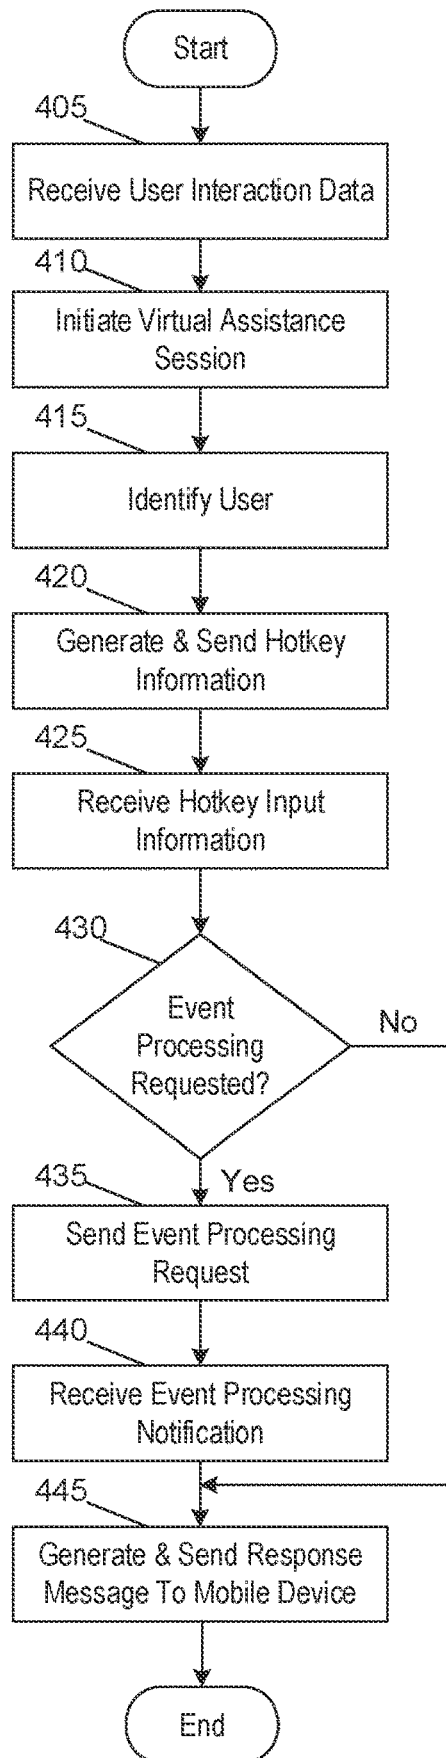 Start
405
Receive User Interaction Data
410
Initiate Virtual Assistance
Session
415
Identify User
420
Generate & Send Hotkey
Information
425
Receive Hotkey Input
Information
430
Event
Processing
Requested?
No
Yes
435
Send Event Processing
Request
440
Receive Event Processing
Notification
445
Generate & Send Response
Message To Mobile Device
End